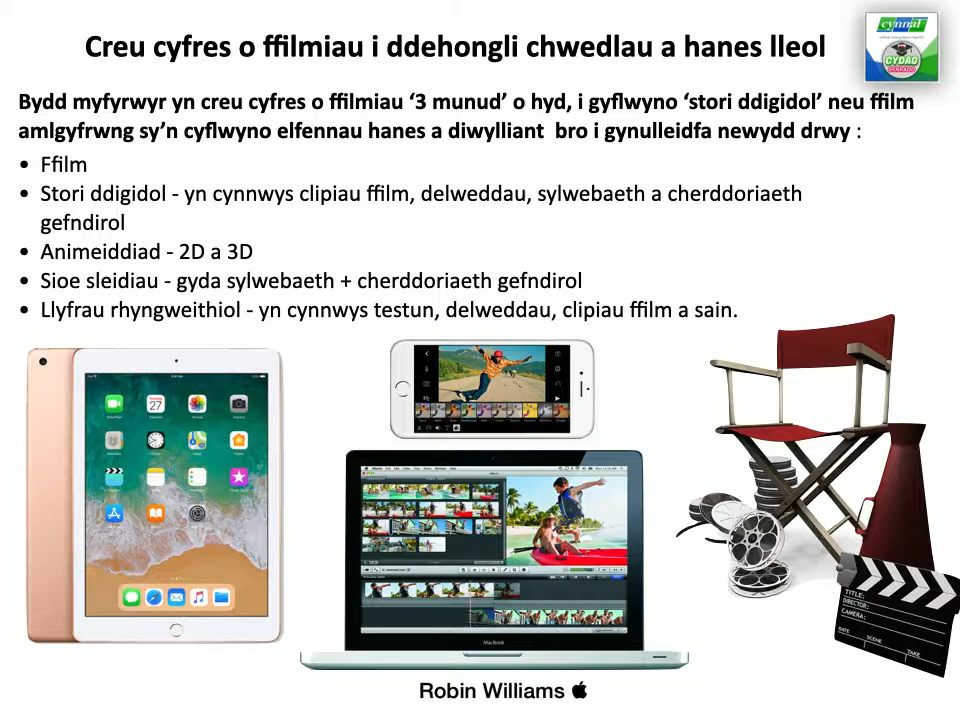 Creu cyfres o ffilmiau i ddehongli chwedlau a hanes lleol
cynnal
CYDAG
Bydd myfyrwyr yn creu cyfres o ffilmiau ‘3 munud’ o hyd, i gyflwyno ‘stori ddigidol’ neu ffilm
amlgyfrwng sy’n cyflwyno elfennau hanes a diwylliant bro i gynulleidfa newydd drwy :
• Ffilm
• Stori ddigidol - yn cynnwys clipiau ffilm, delweddau, sylwebaeth a cherddoriaeth
gefndirol
• Animeiddiad - 2D a 3D
• Sioe sleidiau - gyda sylwebaeth + cherddoriaeth gefndirol
• Llyfrau rhyngweithiol - yn cynnwys testun, delweddau, clipiau ffilm a sain.
27
MacBook
TITLE:
DIRECTOR:
CAMERA:
DATE SCENE TAKE
Robin Williams